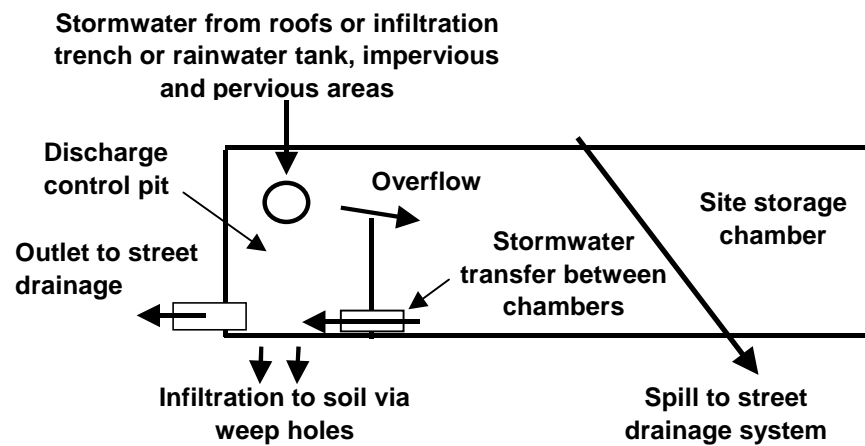 Stormwater from roofs or infiltration
trench or rainwater tank, impervious
and pervious areas
Discharge
control pit
Overflow
Site storage
chamber
Outlet to street
drainage
Stormwater
transfer between
chambers
Infiltration to soil via
weep holes
Spill to street
drainage system